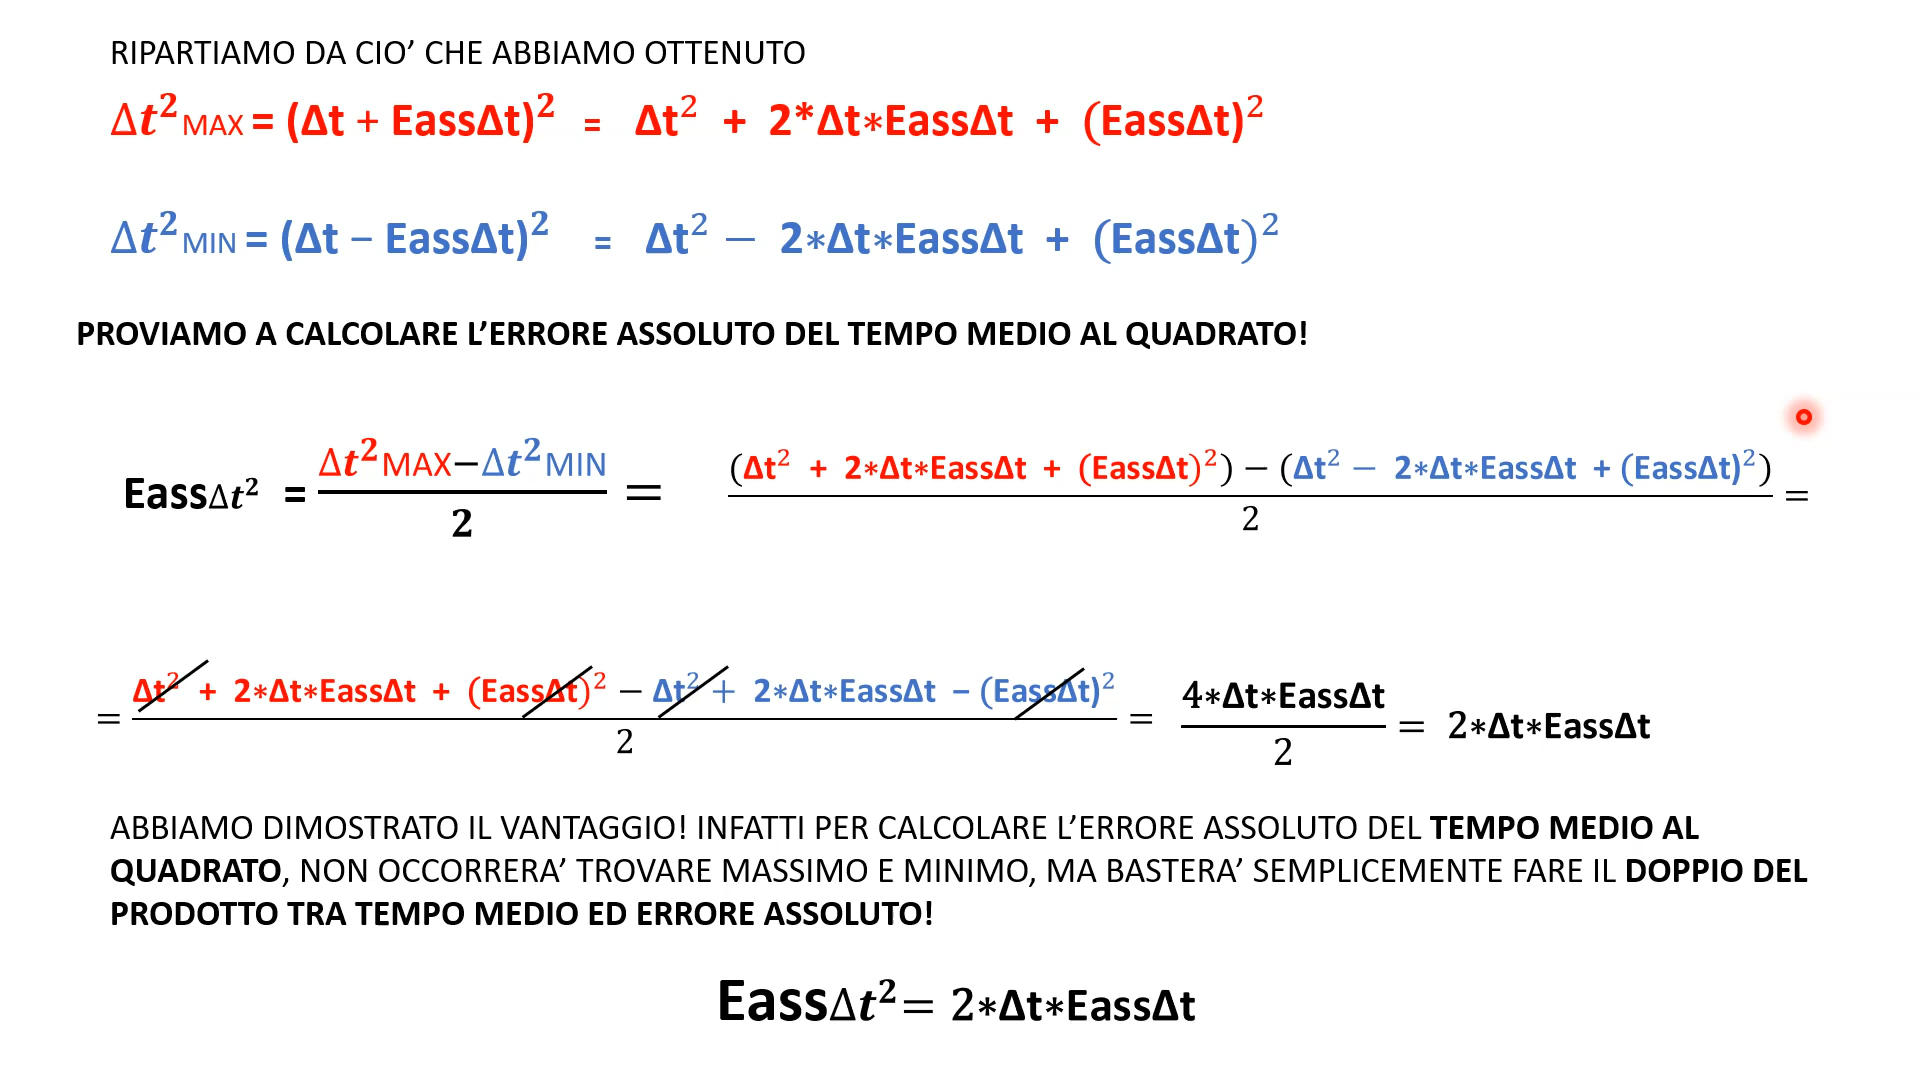 RIPARTIAMO DA CIO’ CHE ABBIAMO OTTENUTO
Δt²MAX = (Δt + EassΔt)² = Δt² + 2*Δt∗EassΔt + (EassΔt)²
Δt²MIN = (Δt − EassΔt)² = Δt² − 2∗Δt∗EassΔt + (EassΔt)²
PROVIAMO A CALCOLARE L’ERRORE ASSOLUTO DEL TEMPO MEDIO AL QUADRATO!
EassΔt² = (Δt²MAX−Δt²MIN)/2 = ((Δt² + 2∗Δt∗EassΔt + (EassΔt)²) − (Δt² − 2∗Δt∗EassΔt + (EassΔt)²))/2 =
= (Δt² + 2∗Δt∗EassΔt + (EassΔt)² − Δt² + 2∗Δt∗EassΔt − (EassΔt)²)/2 = (4∗Δt∗EassΔt)/2 = 2∗Δt∗EassΔt
ABBIAMO DIMOSTRATO IL VANTAGGIO! INFATTI PER CALCOLARE L’ERRORE ASSOLUTO DEL TEMPO MEDIO AL
QUADRATO, NON OCCORRERA’ TROVARE MASSIMO E MINIMO, MA BASTERA’ SEMPLICEMENTE FARE IL DOPPIO DEL
PRODOTTO TRA TEMPO MEDIO ED ERRORE ASSOLUTO!
EassΔt²= 2∗Δt∗EassΔt